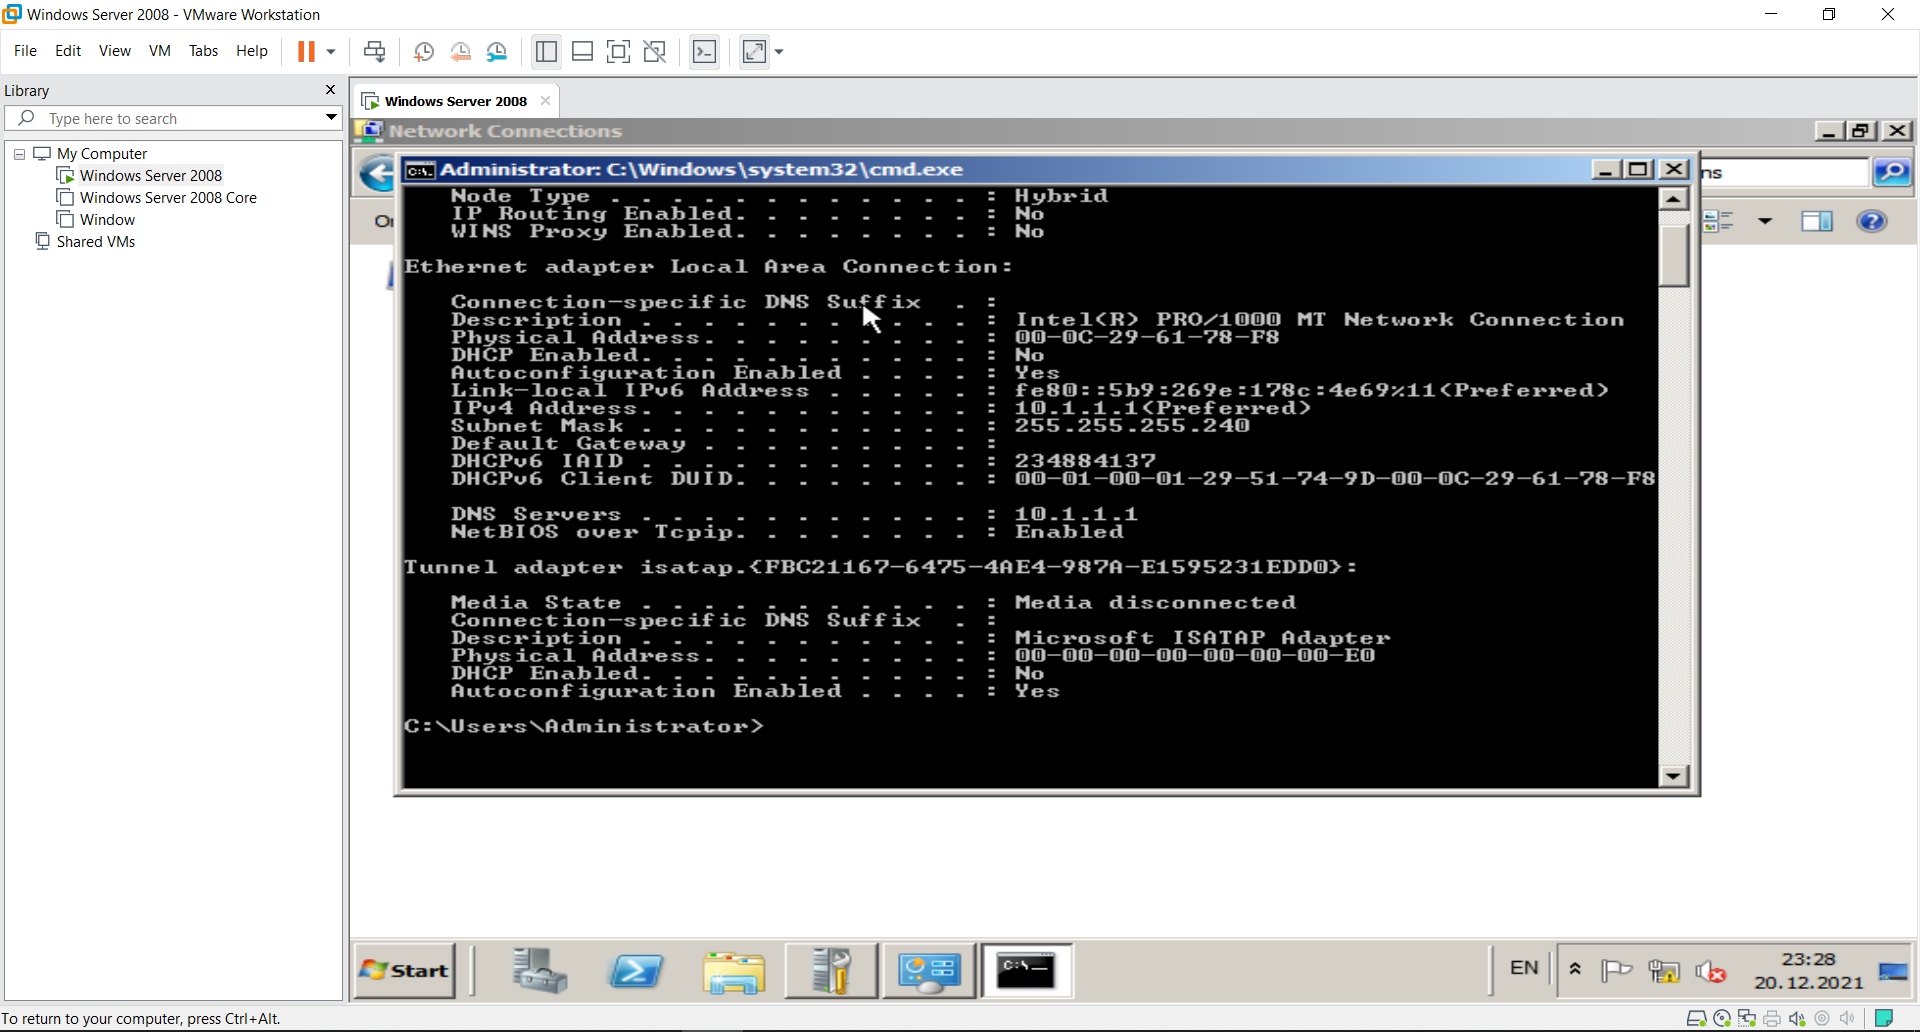 Windows Server 2008 - VMware Workstation
File Edit View VM Tabs Help
Library
Type here to search
My Computer
Windows Server 2008
Windows Server 2008 Core
Window
Shared VMs
Windows Server 2008
Network Connections
Administrator: C:\Windows\system32\cmd.exe
ns
Or
Node Type . . . . . . . . . . . . : Hybrid
IP Routing Enabled. . . . . . . . : No
WINS Proxy Enabled. . . . . . . . : No
Ethernet adapter Local Area Connection:
Connection-specific DNS Suffix  . :
Description . . . . . . . . . . . : Intel(R) PRO/1000 MT Network Connection
Physical Address. . . . . . . . . : 00-0C-29-61-78-F8
DHCP Enabled. . . . . . . . . . . : No
Autoconfiguration Enabled . . . . : Yes
Link-local IPv6 Address . . . . . : fe80::5b9:269e:178c:4e69%11(Preferred)
IPv4 Address. . . . . . . . . . . : 10.1.1.1(Preferred)
Subnet Mask . . . . . . . . . . . : 255.255.255.240
Default Gateway . . . . . . . . . :
DHCPv6 IAID . . . . . . . . . . . : 234884137
DHCPv6 Client DUID. . . . . . . . : 00-01-00-01-29-51-74-9D-00-0C-29-61-78-F8
DNS Servers . . . . . . . . . . . : 10.1.1.1
NetBIOS over Tcpip. . . . . . . . : Enabled
Tunnel adapter isatap.{FBC21167-6475-4AE4-987A-E1595231EDD0}:
Media State . . . . . . . . . . . : Media disconnected
Connection-specific DNS Suffix  . :
Description . . . . . . . . . . . : Microsoft ISATAP Adapter
Physical Address. . . . . . . . . : 00-00-00-00-00-00-00-E0
DHCP Enabled. . . . . . . . . . . : No
Autoconfiguration Enabled . . . . : Yes
C:\Users\Administrator>
Start
EN
23:28
20.12.2021
To return to your computer, press Ctrl+Alt.